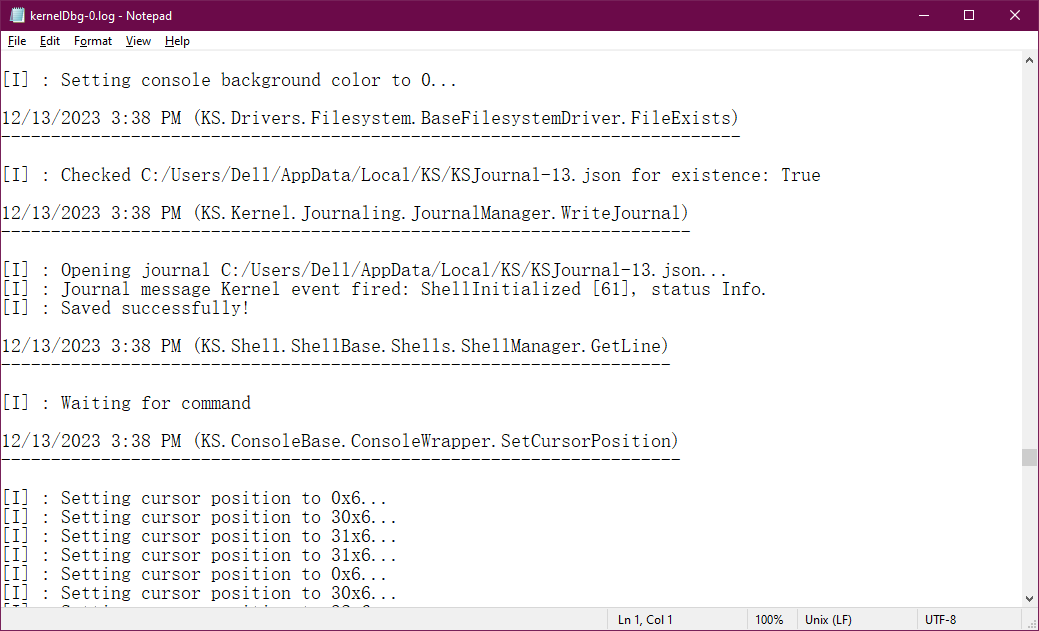 kernelDbg-0.log - Notepad
File Edit Format View Help
[I] : Setting console background color to 0...
12/13/2023 3:38 PM (KS.Drivers.Filesystem.BaseFilesystemDriver.FileExists)
--------------------------------------------------------------------------
[I] : Checked C:/Users/Dell/AppData/Local/KS/KSJournal-13.json for existence: True
12/13/2023 3:38 PM (KS.Kernel.Journaling.JournalManager.WriteJournal)
---------------------------------------------------------------------
[I] : Opening journal C:/Users/Dell/AppData/Local/KS/KSJournal-13.json...
[I] : Journal message Kernel event fired: ShellInitialized [61], status Info.
[I] : Saved successfully!
12/13/2023 3:38 PM (KS.Shell.ShellBase.Shells.ShellManager.GetLine)
-------------------------------------------------------------------
[I] : Waiting for command
12/13/2023 3:38 PM (KS.ConsoleBase.ConsoleWrapper.SetCursorPosition)
--------------------------------------------------------------------
[I] : Setting cursor position to 0x6...
[I] : Setting cursor position to 30x6...
[I] : Setting cursor position to 31x6...
[I] : Setting cursor position to 31x6...
[I] : Setting cursor position to 0x6...
[I] : Setting cursor position to 30x6...
Ln 1, Col 1 100% Unix (LF) UTF-8